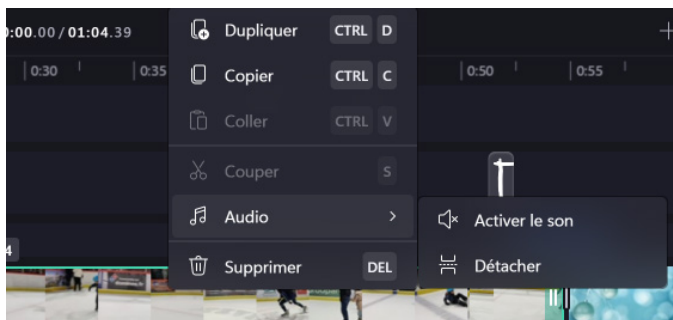 0:00.00 / 01:04.39
0:30
0:35
0:50
0:55
Dupliquer CTRL D
Copier CTRL C
Coller CTRL V
Couper S
Audio
Supprimer DEL
Activer le son
Détacher
4